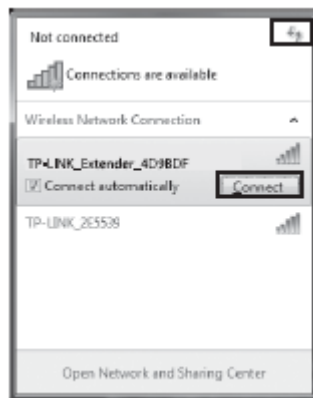 Not connected
Connections are available
Wireless Network Connection
TP-LINK_Extender_4D9BDF
Connect automatically
Connect
TP-LINK_2E5539
Open Network and Sharing Center